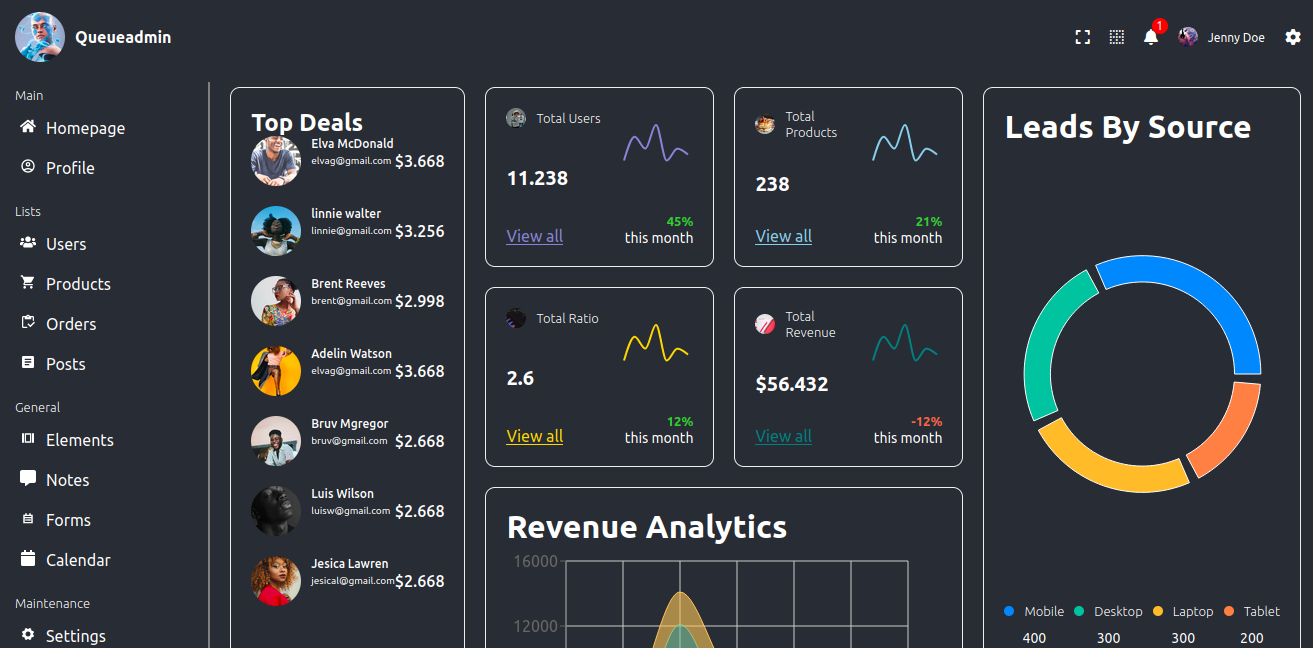 Queueadmin
1
Jenny Doe
Main
Homepage
Profile
Lists
Users
Products
Orders
Posts
General
Elements
Notes
Forms
Calendar
Maintenance
Settings
Top Deals
Elva McDonald
elvag@gmail.com $3.668
linnie walter
linnie@gmail.com $3.256
Brent Reeves
brent@gmail.com $2.998
Adelin Watson
elvag@gmail.com $3.668
Bruv Mgregor
bruv@gmail.com $2.668
Luis Wilson
luisw@gmail.com $2.668
Jesica Lawren
jesical@gmail.com $2.668
Total Users
11.238
View all
45%
this month
Total
Products
238
View all
21%
this month
Total Ratio
2.6
View all
12%
this month
Total
Revenue
$56.432
View all
-12%
this month
Revenue Analytics
16000
12000
Leads By Source
Mobile Desktop Laptop Tablet
400 300 300 200